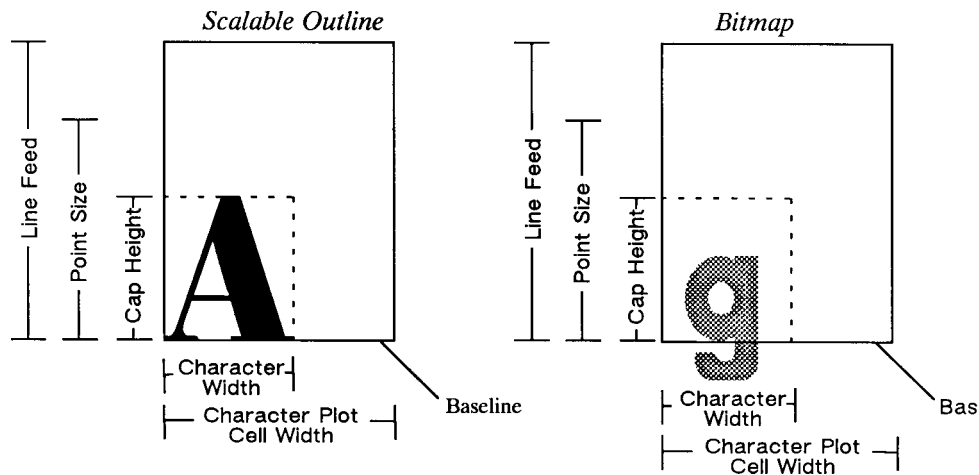 Scalable Outline
Line Feed
Point Size
Cap Height
A
Character
Width
Character Plot
Cell Width
Baseline
Bitmap
Line Feed
Point Size
Cap Height
g
Character
Width
Character Plot
Cell Width
Bas